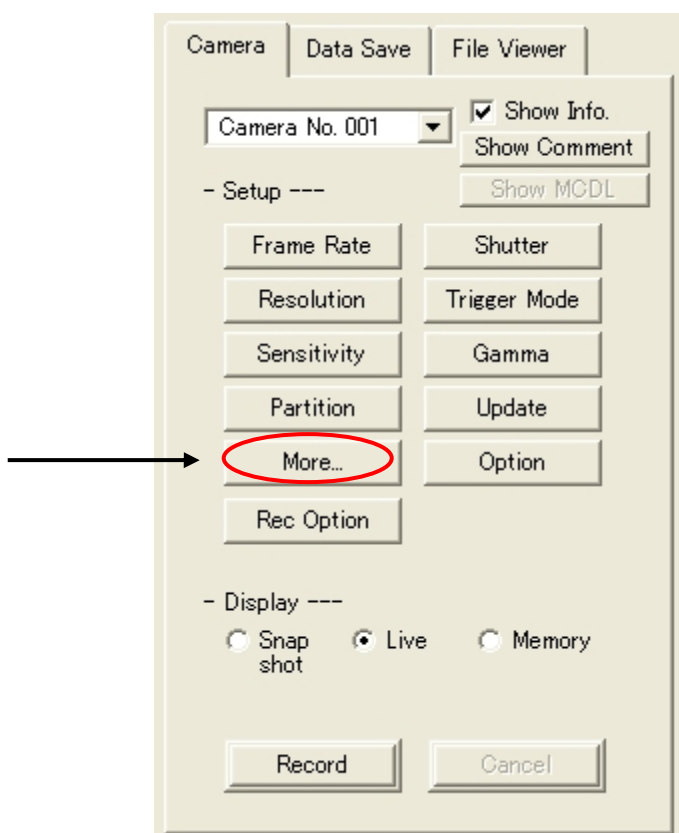 Camera Data Save File Viewer
Camera No. 001 Show Info.
Show Comment
- Setup --- Show MCDL
Frame Rate Shutter
Resolution Trigger Mode
Sensitivity Gamma
Partition Update
More... Option
Rec Option
- Display ---
Snap shot Live Memory
Record Cancel